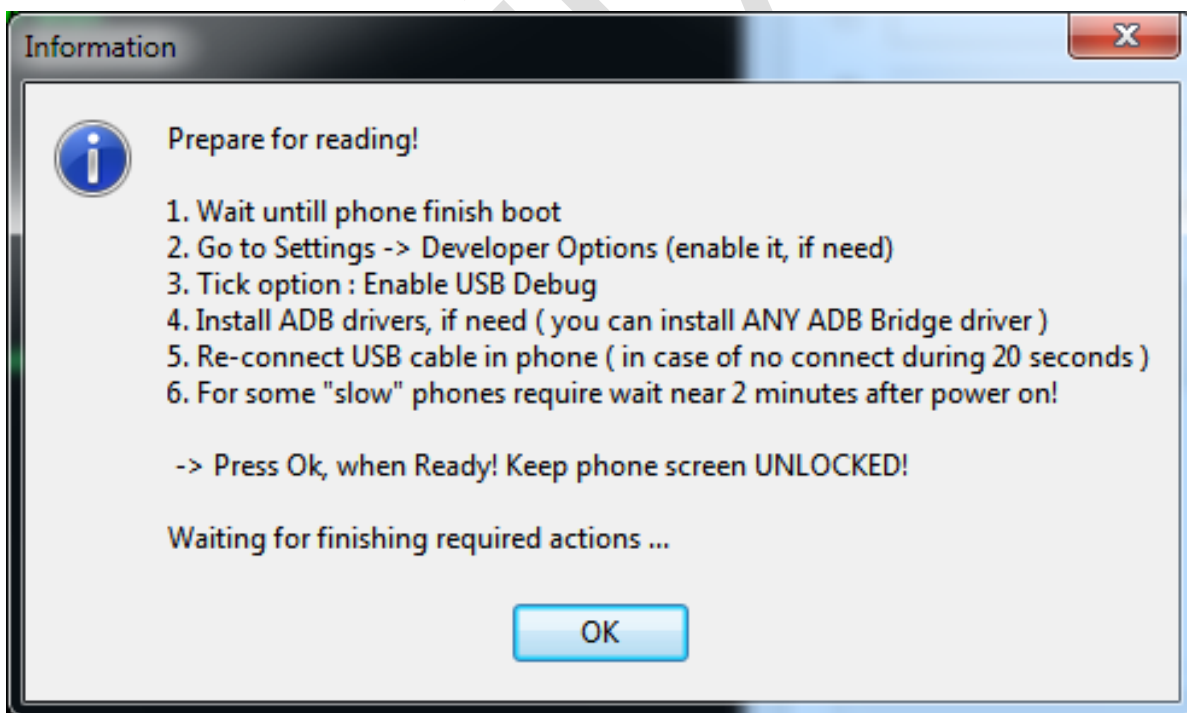 Information
Prepare for reading!
1. Wait untill phone finish boot
2. Go to Settings -> Developer Options (enable it, if need)
3. Tick option : Enable USB Debug
4. Install ADB drivers, if need ( you can install ANY ADB Bridge driver )
5. Re-connect USB cable in phone ( in case of no connect during 20 seconds )
6. For some "slow" phones require wait near 2 minutes after power on!
-> Press Ok, when Ready! Keep phone screen UNLOCKED!
Waiting for finishing required actions ...
OK